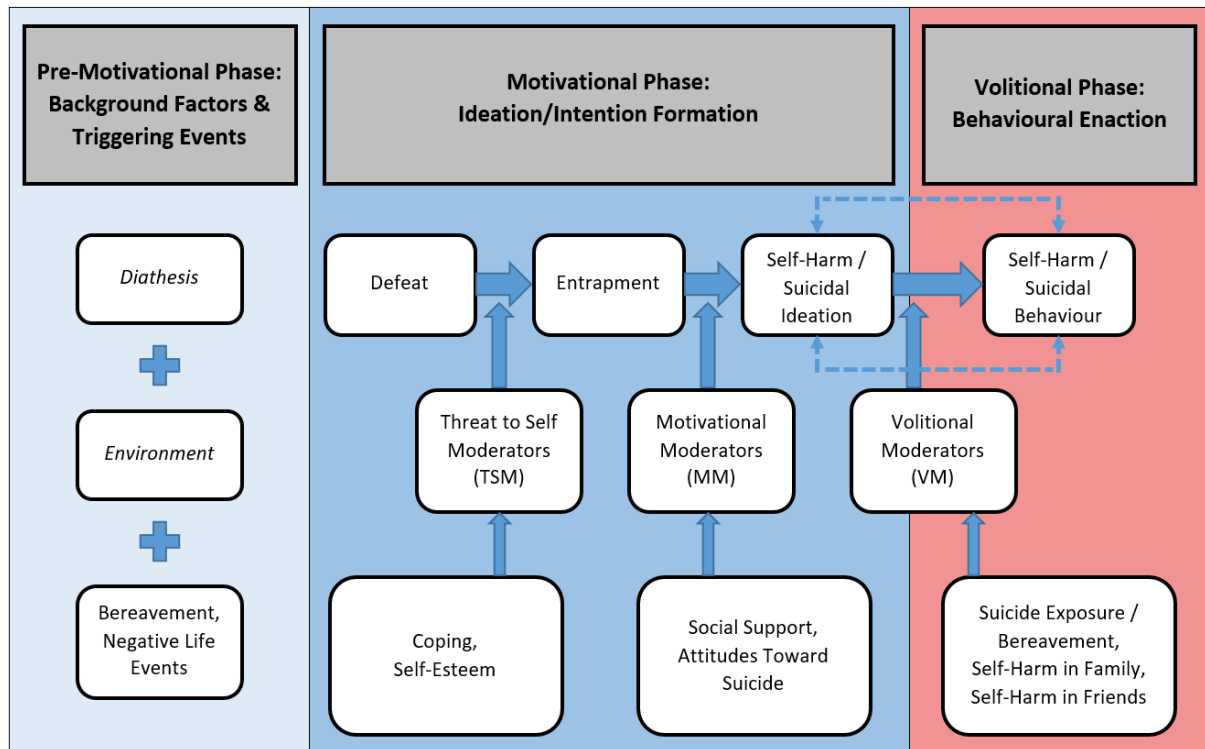 Pre-Motivational Phase:
Background Factors &
Triggering Events
Motivational Phase:
Ideation/Intention Formation
Volitional Phase:
Behavioural Enaction
Diathesis
Environment
Bereavement,
Negative Life
Events
Defeat
Entrapment
Self-Harm /
Suicidal
Ideation
Self-Harm /
Suicidal
Behaviour
Threat to Self
Moderators
(TSM)
Motivational
Moderators
(MM)
Volitional
Moderators
(VM)
Coping,
Self-Esteem
Social Support,
Attitudes Toward
Suicide
Suicide Exposure /
Bereavement,
Self-Harm in Family,
Self-Harm in Friends